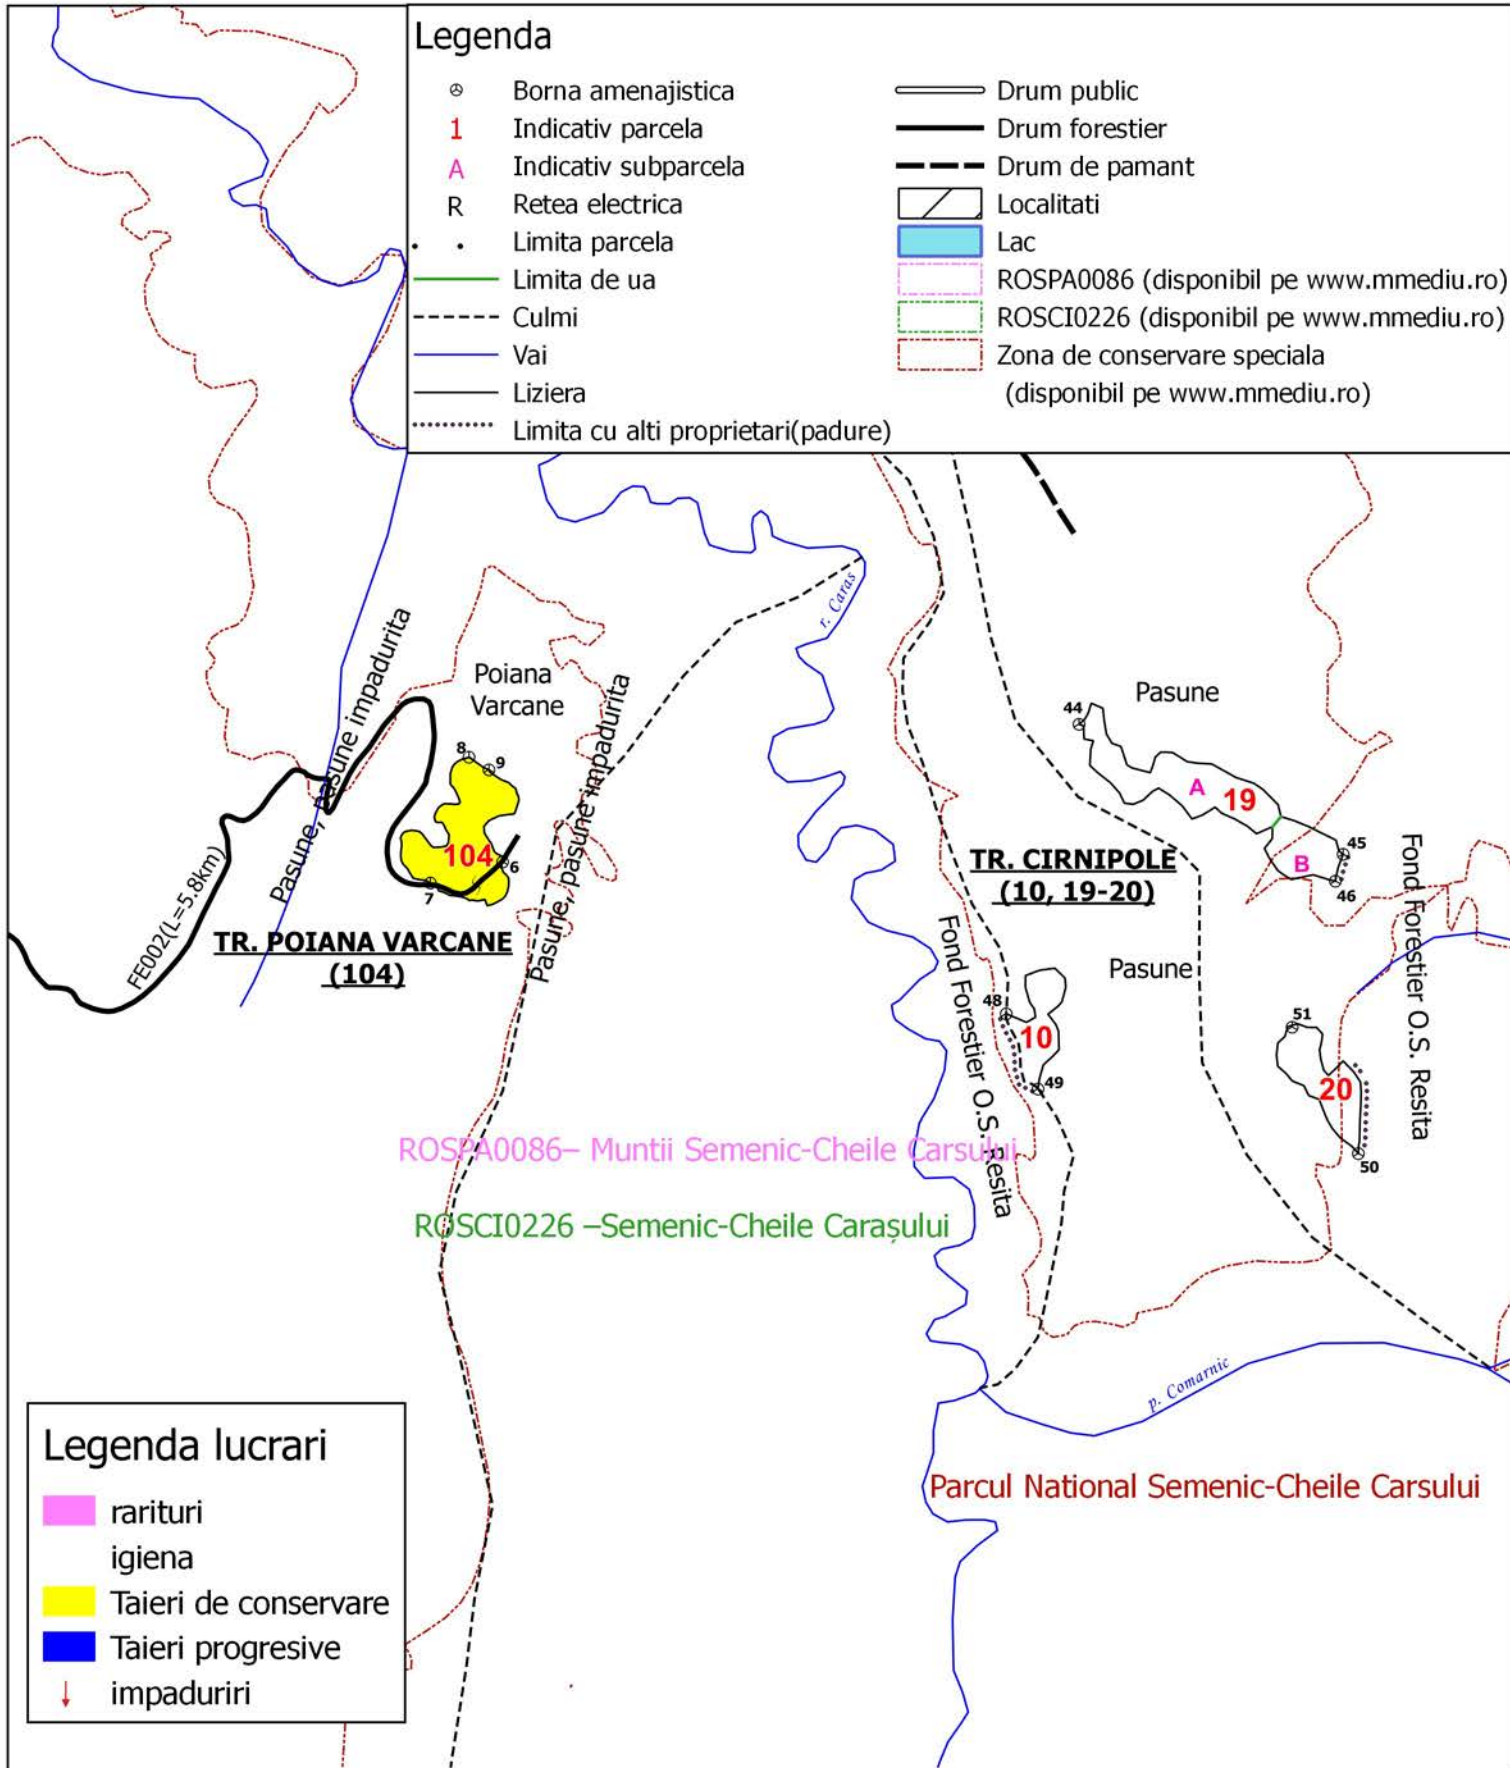 Legenda
Borna amenajistica
1 Indicativ parcela
A Indicativ subparcela
R Retea electrica
Limita parcela
Limita de ua
Culmi
Vai
Liziera
Limita cu alti proprietari(padure)
Drum public
Drum forestier
Drum de pamant
Localitati
Lac
ROSPA0086 (disponibil pe www.mmediu.ro)
ROSCI0226 (disponibil pe www.mmediu.ro)
Zona de conservare speciala
(disponibil pe www.mmediu.ro)
r. Caras
Pasune, pasune impadurita
Poiana
Varcane
Pasune, pasune impadurita
8
9
104
6
7
FE002(L=5.8km)
TR. POIANA VARCANE
(104)
Pasune
44
A
19
B
45
46
TR. CIRNIPOLE
(10, 19-20)
Fond Forestier O.S. Resita
Fond Forestier O.S. Resita
Pasune
48
10
49
51
20
50
ROSPA0086– Muntii Semenic-Cheile Carsului
ROSCI0226 –Semenic-Cheile Carașului
p. Comarnic
Parcul National Semenic-Cheile Carsului
Legenda lucrari
rarituri
igiena
Taieri de conservare
Taieri progresive
impaduriri